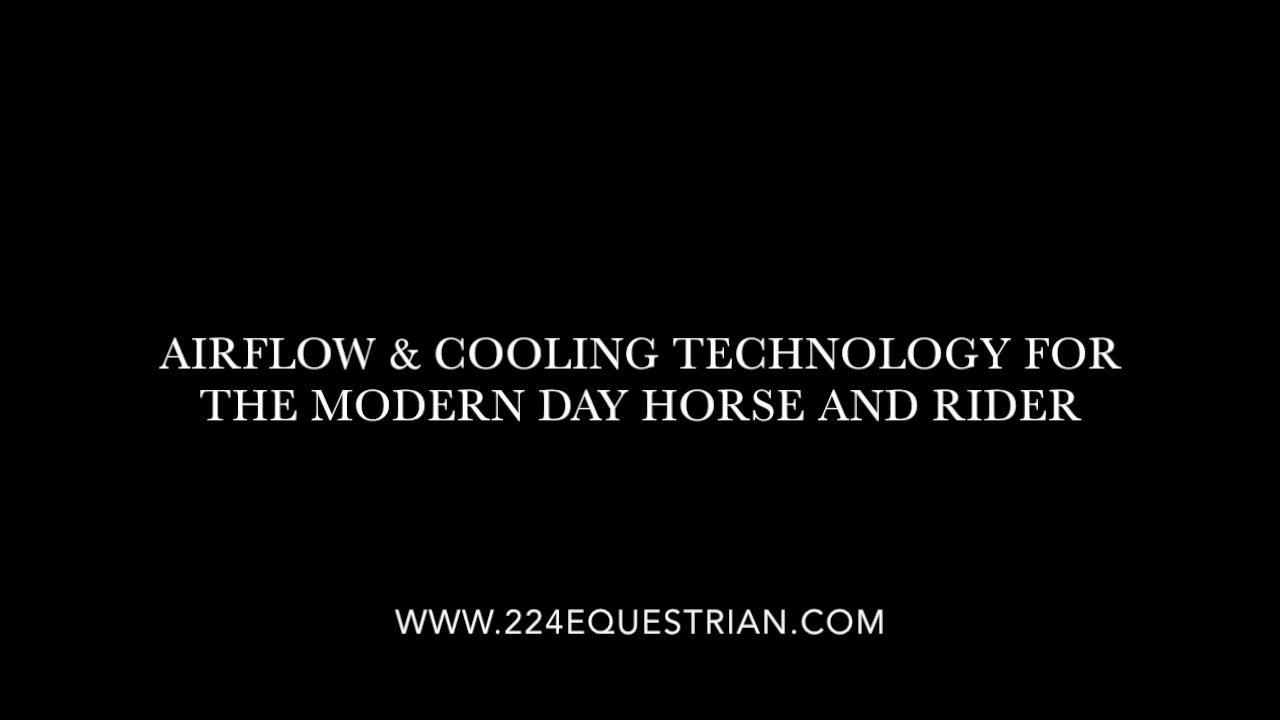 AIRFLOW & COOLING TECHNOLOGY FOR
THE MODERN DAY HORSE AND RIDER
WWW.224EQUESTRIAN.COM